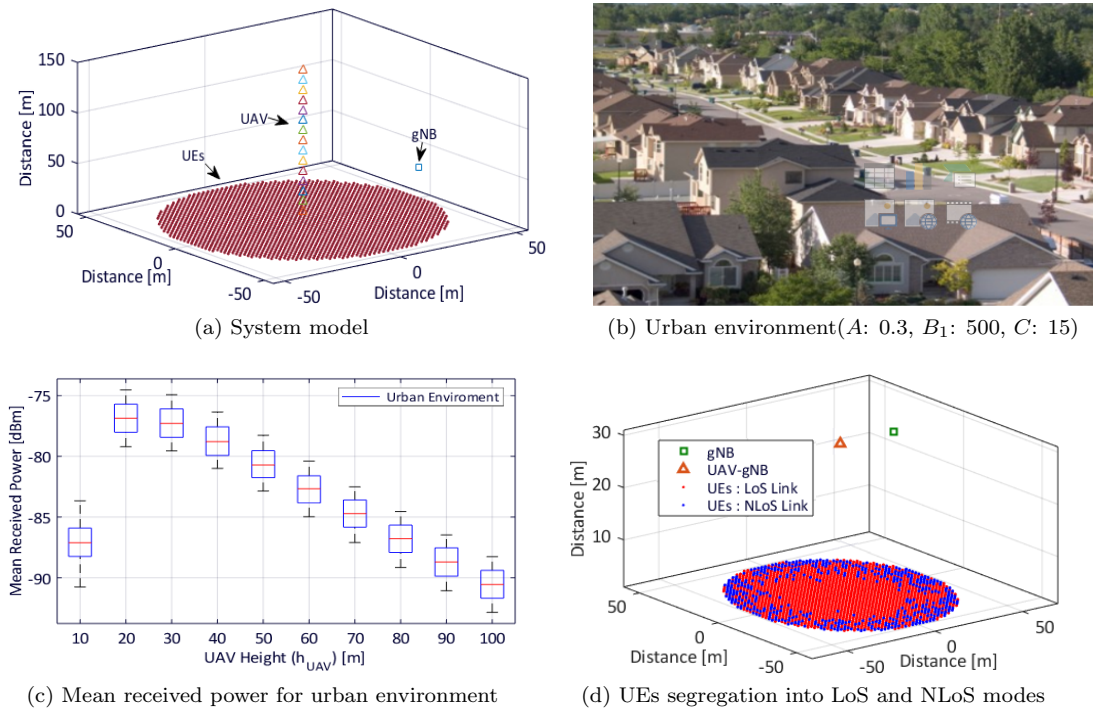 150
100
50
0
Distance [m]
50
0
-50
Distance [m]
-50
0
50
Distance [m]
UAV
gNB
UEs
(a) System model
(b) Urban environment(A: 0.3, B1: 500, C: 15)
-75
-80
-85
-90
Mean Received Power [dBm]
Urban Enviroment
10 20 30 40 50 60 70 80 90 100
UAV Height (hUAV) [m]
(c) Mean received power for urban environment
30
20
10
Distance [m]
gNB
UAV-gNB
UEs : LoS Link
UEs : NLoS Link
50
0
-50
Distance [m]
-50
0
50
Distance [m]
(d) UEs segregation into LoS and NLoS modes